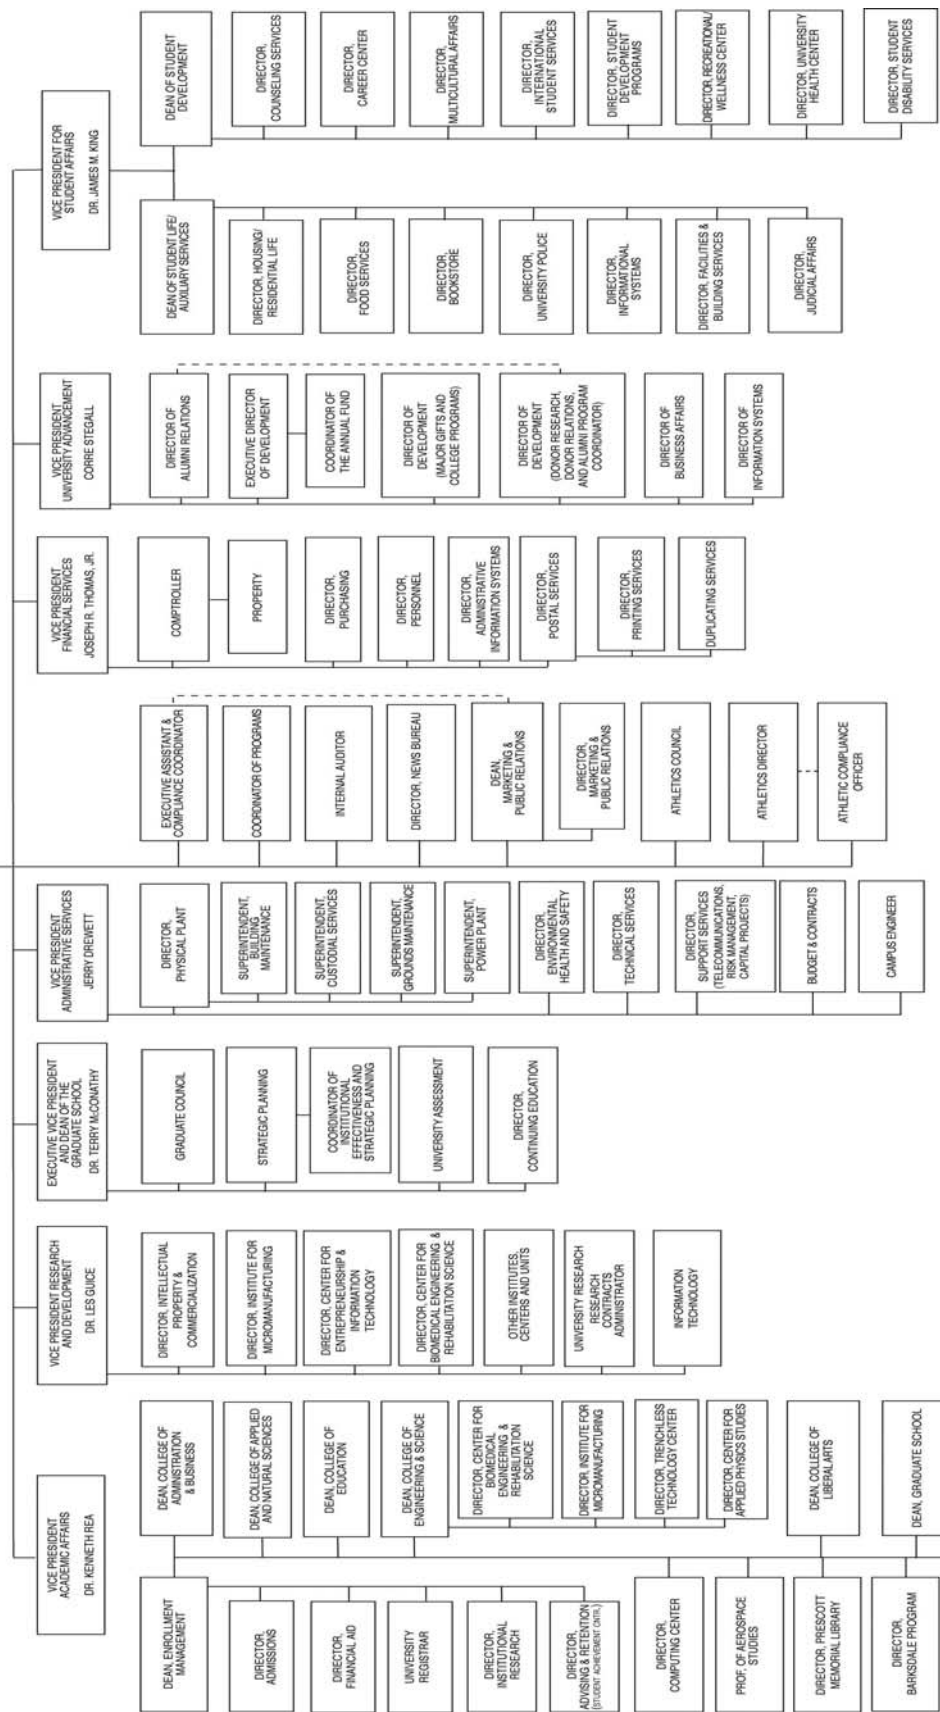 VICE PRESIDENT
ACADEMIC AFFAIRS
DR. KENNETH REA
DEAN, ENROLLMENT
MANAGEMENT
DIRECTOR,
ADMISSIONS
DIRECTOR,
FINANCIAL AID
UNIVERSITY
REGISTRAR
DIRECTOR,
INSTITUTIONAL
RESEARCH
DIRECTOR,
ADVISING & RETENTION
(STUDENT ACHIEVEMENT CNTR.)
DIRECTOR,
COMPUTING CENTER
PROF. OF AEROSPACE
STUDIES
DIRECTOR, PRESCOTT
MEMORIAL LIBRARY
DIRECTOR,
BARKSDALE PROGRAM
DEAN, COLLEGE OF
ADMINISTRATION
& BUSINESS
DEAN, COLLEGE OF APPLIED
AND NATURAL SCIENCES
DEAN, COLLEGE OF
EDUCATION
DEAN, COLLEGE OF
ENGINEERING & SCIENCE
DIRECTOR, CENTER FOR
BIOMEDICAL
ENGINEERING &
REHABILITATION
SCIENCE
DIRECTOR, INSTITUTE FOR
MICROMANUFACTURING
DIRECTOR, TRENCHLESS
TECHNOLOGY CENTER
DIRECTOR, CENTER FOR
APPLIED PHYSICS STUDIES
DEAN, COLLEGE OF
LIBERAL ARTS
DEAN, GRADUATE SCHOOL
VICE PRESIDENT RESEARCH
AND DEVELOPMENT
DR. LES GUICE
DIRECTOR, INTELLECTUAL
PROPERTY &
COMMERCIALIZATION
DIRECTOR, INSTITUTE FOR
MICROMANUFACTURING
DIRECTOR, CENTER FOR
ENTREPRENEURSHIP &
INFORMATION
TECHNOLOGY
DIRECTOR, CENTER FOR
BIOMEDICAL ENGINEERING &
REHABILITATION SCIENCE
OTHER INSTITUTES,
CENTERS AND UNITS
UNIVERSITY RESEARCH
RESEARCH
CONTRACTS
ADMINISTRATOR
INFORMATION
TECHNOLOGY
EXECUTIVE VICE PRESIDENT
AND DEAN OF THE
GRADUATE SCHOOL
DR. TERRY McCONATHY
GRADUATE COUNCIL
STRATEGIC PLANNING
COORDINATOR OF
INSTITUTIONAL
EFFECTIVENESS AND
STRATEGIC PLANNING
UNIVERSITY ASSESSMENT
DIRECTOR,
CONTINUING EDUCATION
VICE PRESIDENT
ADMINISTRATIVE SERVICES
JERRY DREWETT
DIRECTOR,
PHYSICAL PLANT
SUPERINTENDENT,
BUILDING
MAINTENANCE
SUPERINTENDENT,
CUSTODIAL SERVICES
SUPERINTENDENT,
GROUNDS MAINTENANCE
SUPERINTENDENT,
POWER PLANT
DIRECTOR,
ENVIRONMENTAL
HEALTH AND SAFETY
DIRECTOR,
TECHNICAL SERVICES
DIRECTOR,
SUPPORT SERVICES
(TELECOMMUNICATIONS,
RISK MANAGEMENT,
CAPITAL PROJECTS)
BUDGET & CONTRACTS
CAMPUS ENGINEER
EXECUTIVE ASSISTANT &
COMPLIANCE COORDINATOR
COORDINATOR OF PROGRAMS
INTERNAL AUDITOR
DIRECTOR, NEWS BUREAU
DEAN,
MARKETING &
PUBLIC RELATIONS
DIRECTOR,
MARKETING &
PUBLIC RELATIONS
ATHLETICS COUNCIL
ATHLETICS DIRECTOR
ATHLETIC COMPLIANCE
OFFICER
VICE PRESIDENT
FINANCIAL SERVICES
JOSEPH R. THOMAS, JR.
COMPTROLLER
PROPERTY
DIRECTOR,
PURCHASING
DIRECTOR,
PERSONNEL
DIRECTOR,
ADMINISTRATIVE
INFORMATION SYSTEMS
DIRECTOR,
POSTAL SERVICES
DIRECTOR,
PRINTING SERVICES
DUPLICATING SERVICES
VICE PRESIDENT
UNIVERSITY ADVANCEMENT
CORRE STEGALL
DIRECTOR OF
ALUMNI RELATIONS
EXECUTIVE DIRECTOR
OF DEVELOPMENT
COORDINATOR OF
THE ANNUAL FUND
DIRECTOR OF
DEVELOPMENT
(MAJOR GIFTS AND
COLLEGE PROGRAMS)
DIRECTOR OF
DEVELOPMENT
(DONOR RESEARCH,
DONOR RELATIONS,
AND ALUMNI PROGRAM
COORDINATOR)
DIRECTOR OF
BUSINESS AFFAIRS
DIRECTOR OF
INFORMATION SYSTEMS
VICE PRESIDENT FOR
STUDENT AFFAIRS
DR. JAMES M. KING
DEAN OF STUDENT LIFE/
AUXILIARY SERVICES
DIRECTOR, HOUSING/
RESIDENTIAL LIFE
DIRECTOR,
FOOD SERVICES
DIRECTOR,
BOOKSTORE
DIRECTOR,
UNIVERSITY POLICE
DIRECTOR,
INFORMATIONAL
SYSTEMS
DIRECTOR, FACILITIES &
BUILDING SERVICES
DIRECTOR,
JUDICIAL AFFAIRS
DEAN OF STUDENT
DEVELOPMENT
DIRECTOR,
COUNSELING SERVICES
DIRECTOR,
CAREER CENTER
DIRECTOR,
MULTICULTURAL AFFAIRS
DIRECTOR,
INTERNATIONAL
STUDENT SERVICES
DIRECTOR, STUDENT
DEVELOPMENT
PROGRAMS
DIRECTOR, RECREATIONAL/
WELLNESS CENTER
DIRECTOR, UNIVERSITY
HEALTH CENTER
DIRECTOR, STUDENT
DISABILITY SERVICES